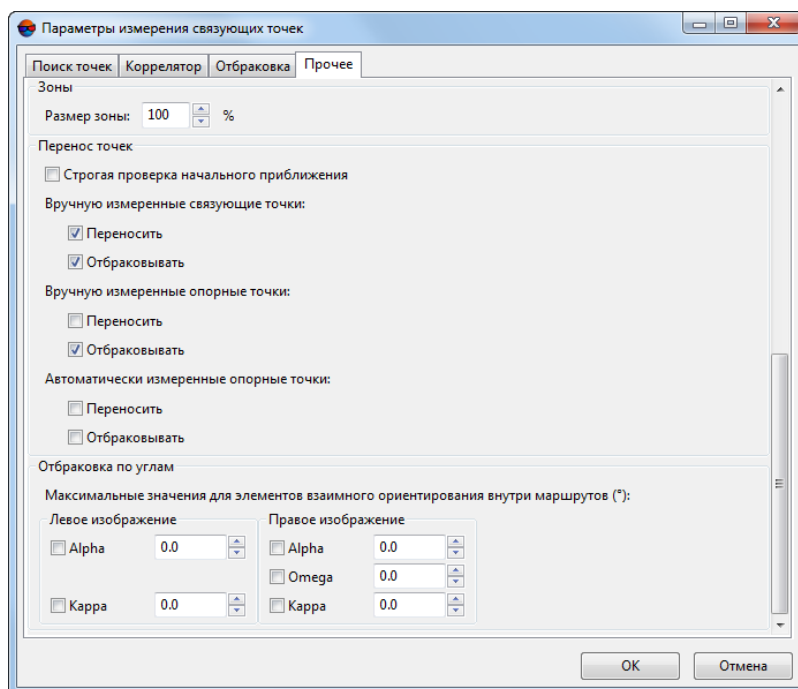 Параметры измерения связующих точек
Поиск точек Коррелятор Отбраковка Прочее
Зоны
Размер зоны: 100 %
Перенос точек
Строгая проверка начального приближения
Вручную измеренные связующие точки:
Переносить
Отбраковывать
Вручную измеренные опорные точки:
Переносить
Отбраковывать
Автоматически измеренные опорные точки:
Переносить
Отбраковывать
Отбраковка по углам
Максимальные значения для элементов взаимного ориентирования внутри маршрутов (°):
Левое изображение Правое изображение
Alpha 0.0 Alpha 0.0
Omega 0.0
Kappa 0.0 Kappa 0.0
OK Отмена